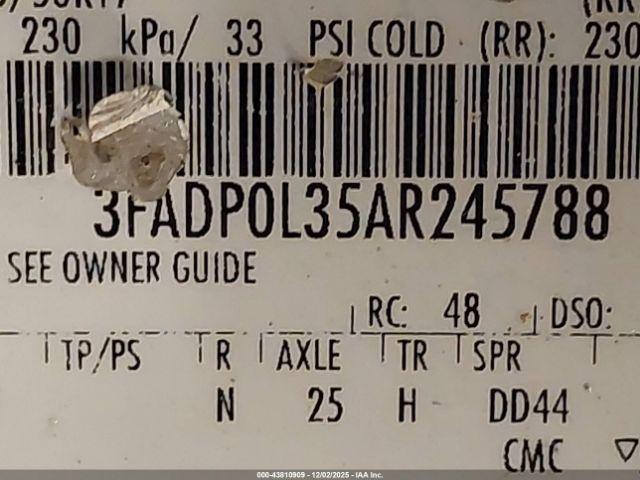 230 kPa/ 33 PSI COLD (RR): 230
3FADP0L35AR245788
SEE OWNER GUIDE
RC: 48 DSO:
TP/PS R AXLE TR SPR
N 25 H DD44
CMC
000-43810909 - 12/02/2025 - IAA Inc.